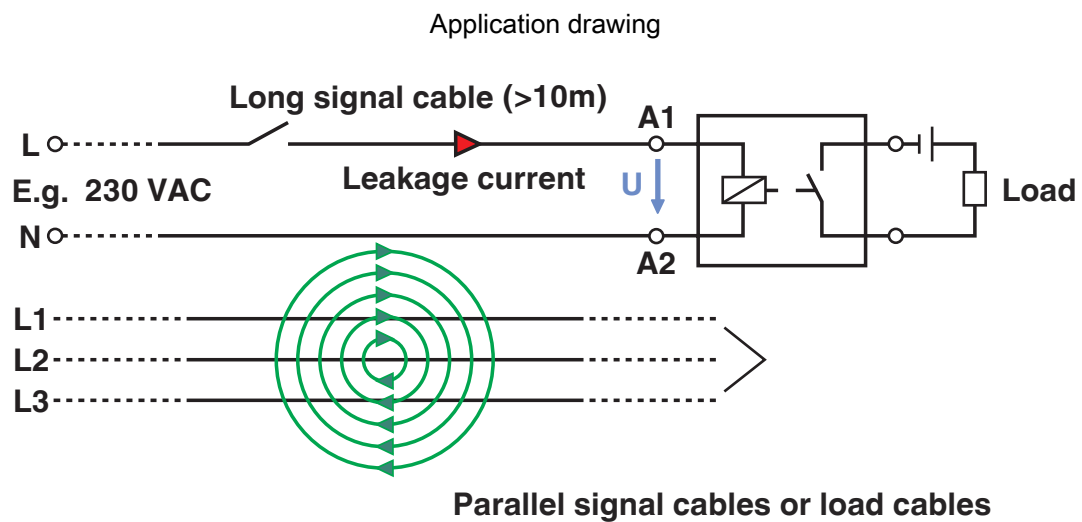 Application drawing
Long signal cable (>10m)
A1
L
Leakage current
U
Load
E.g. 230 VAC
N
A2
L1
L2
L3
Parallel signal cables or load cables